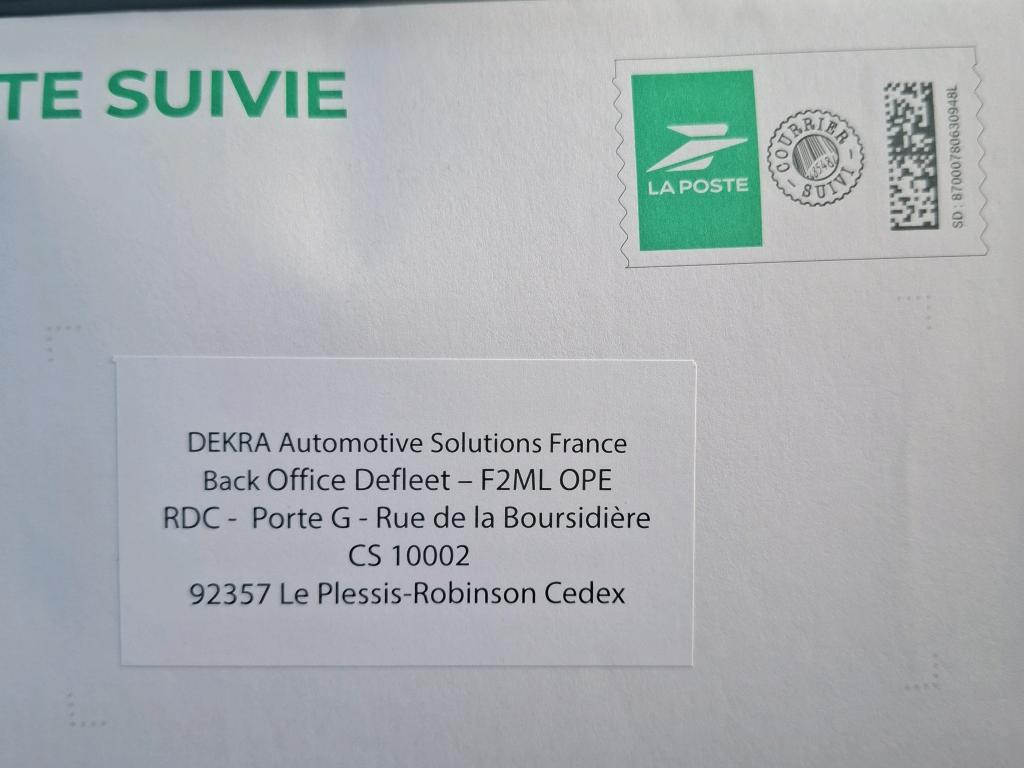 TE SUIVIE
LA POSTE
COURRIER
SUIVI
SD : 87000780630948L
DEKRA Automotive Solutions France
Back Office Defleet – F2ML OPE
RDC - Porte G - Rue de la Boursidière
CS 10002
92357 Le Plessis-Robinson Cedex